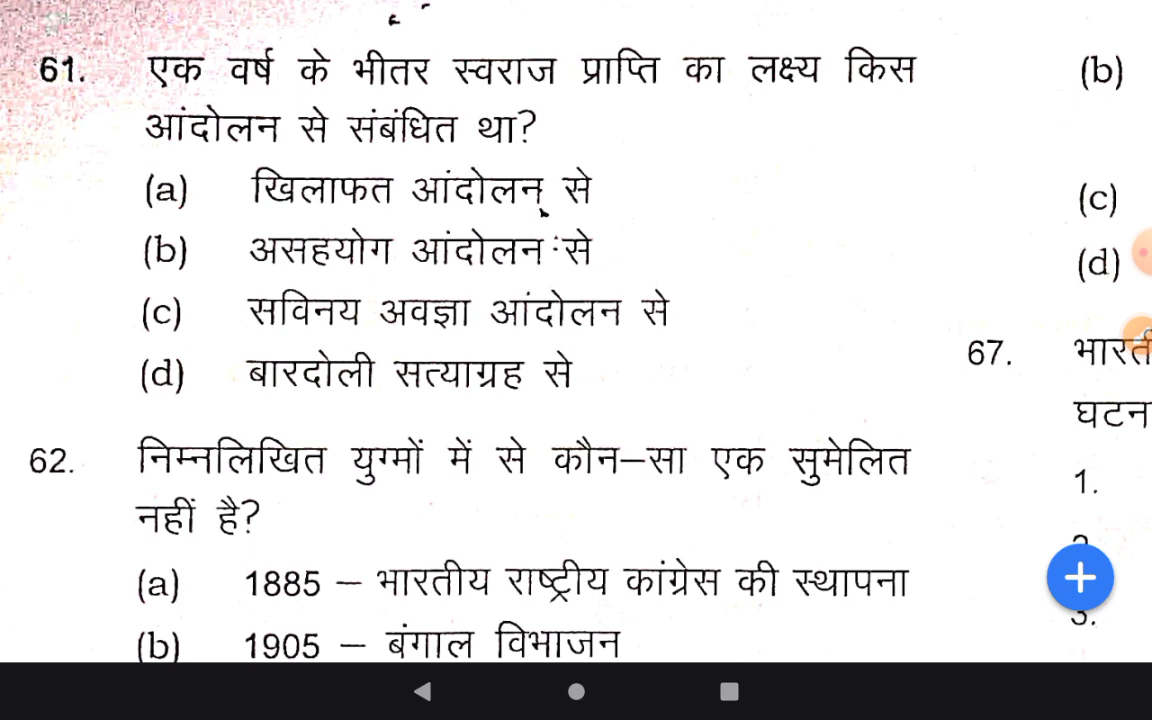 61. एक वर्ष के भीतर स्वराज प्राप्ति का लक्ष्य किस
आंदोलन से संबंधित था?
(a) खिलाफत आंदोलन् से
(b) असहयोग आंदोलन से
(c) सविनय अवज्ञा आंदोलन से
(d) बारदोली सत्याग्रह से
62. निम्नलिखित युग्मों में से कौन–सा एक सुमेलित
नहीं है?
(a) 1885 – भारतीय राष्ट्रीय कांग्रेस की स्थापना
(b) 1905 – बंगाल विभाजन
(b)
(c)
(d)
67.
1.